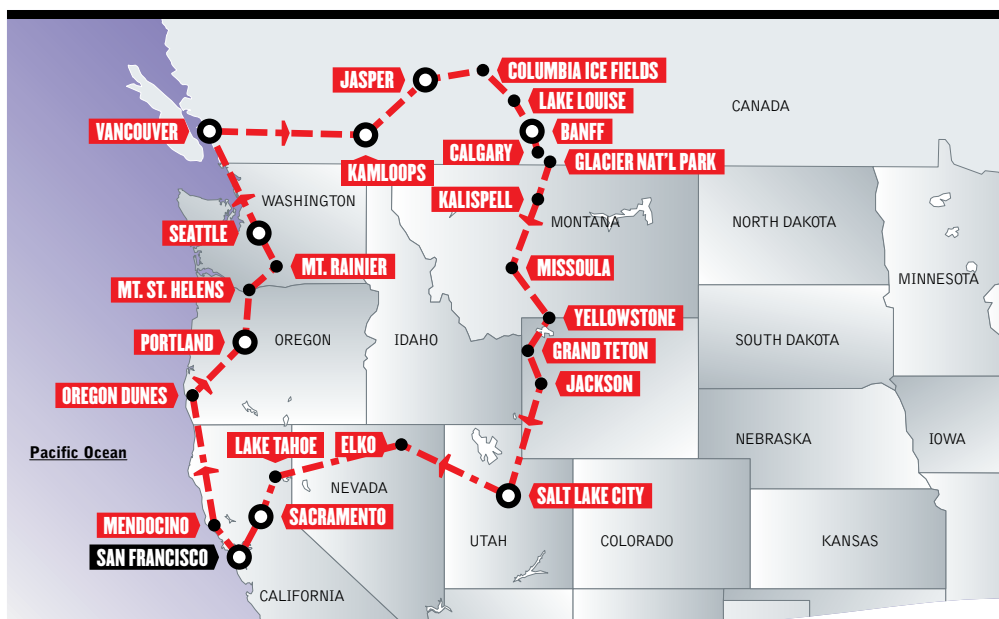 JASPER
COLUMBIA ICE FIELDS
LAKE LOUISE
CANADA
VANCOUVER
BANFF
CALGARY
GLACIER NAT'L PARK
KAMLOOPS
KALISPELL
WASHINGTON
MONTANA
NORTH DAKOTA
SEATTLE
MT. RAINIER
MISSOULA
MINNESOTA
MT. ST. HELENS
YELLOWSTONE
PORTLAND
OREGON
IDAHO
GRAND TETON
SOUTH DAKOTA
JACKSON
OREGON DUNES
LAKE TAHOE
ELKO
NEBRASKA
IOWA
Pacific Ocean
NEVADA
SALT LAKE CITY
MENDOCINO
SACRAMENTO
UTAH
COLORADO
KANSAS
SAN FRANCISCO
CALIFORNIA